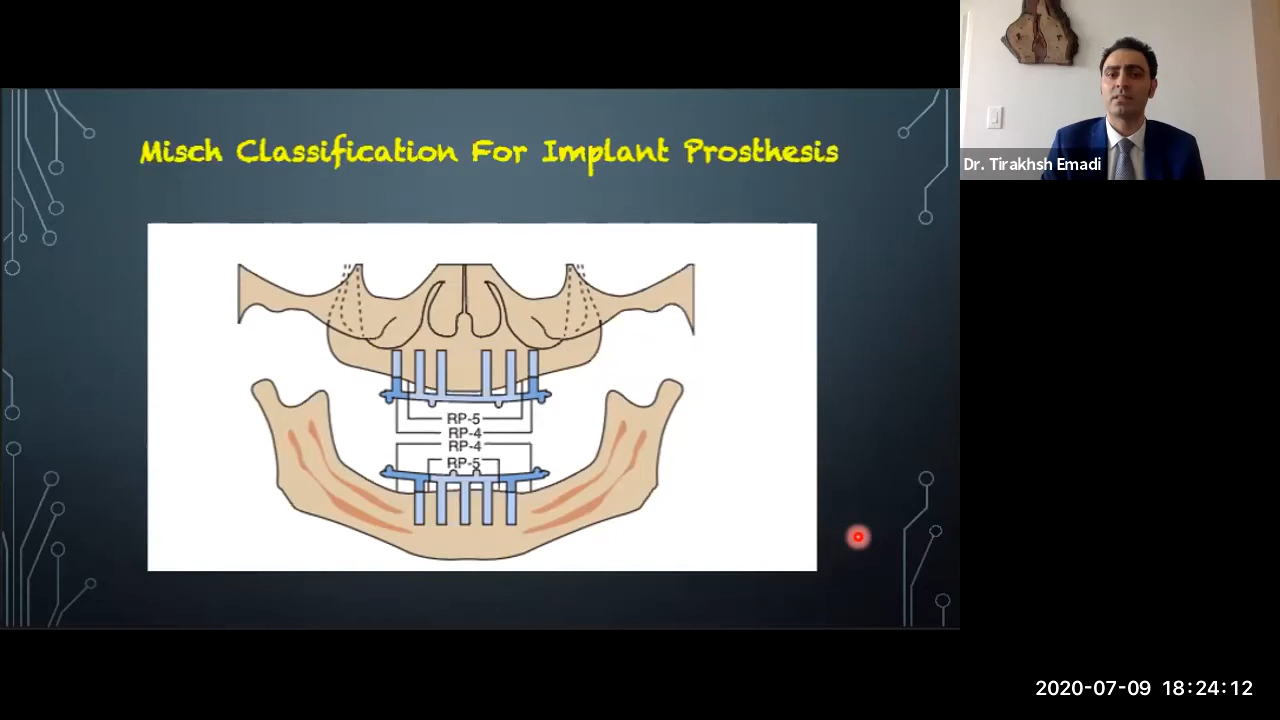 Misch Classification For Implant Prosthesis
RP-5
RP-4
RP-4
RP-5
Dr. Tirakhsh Emadi
2020-07-09 18:24:12